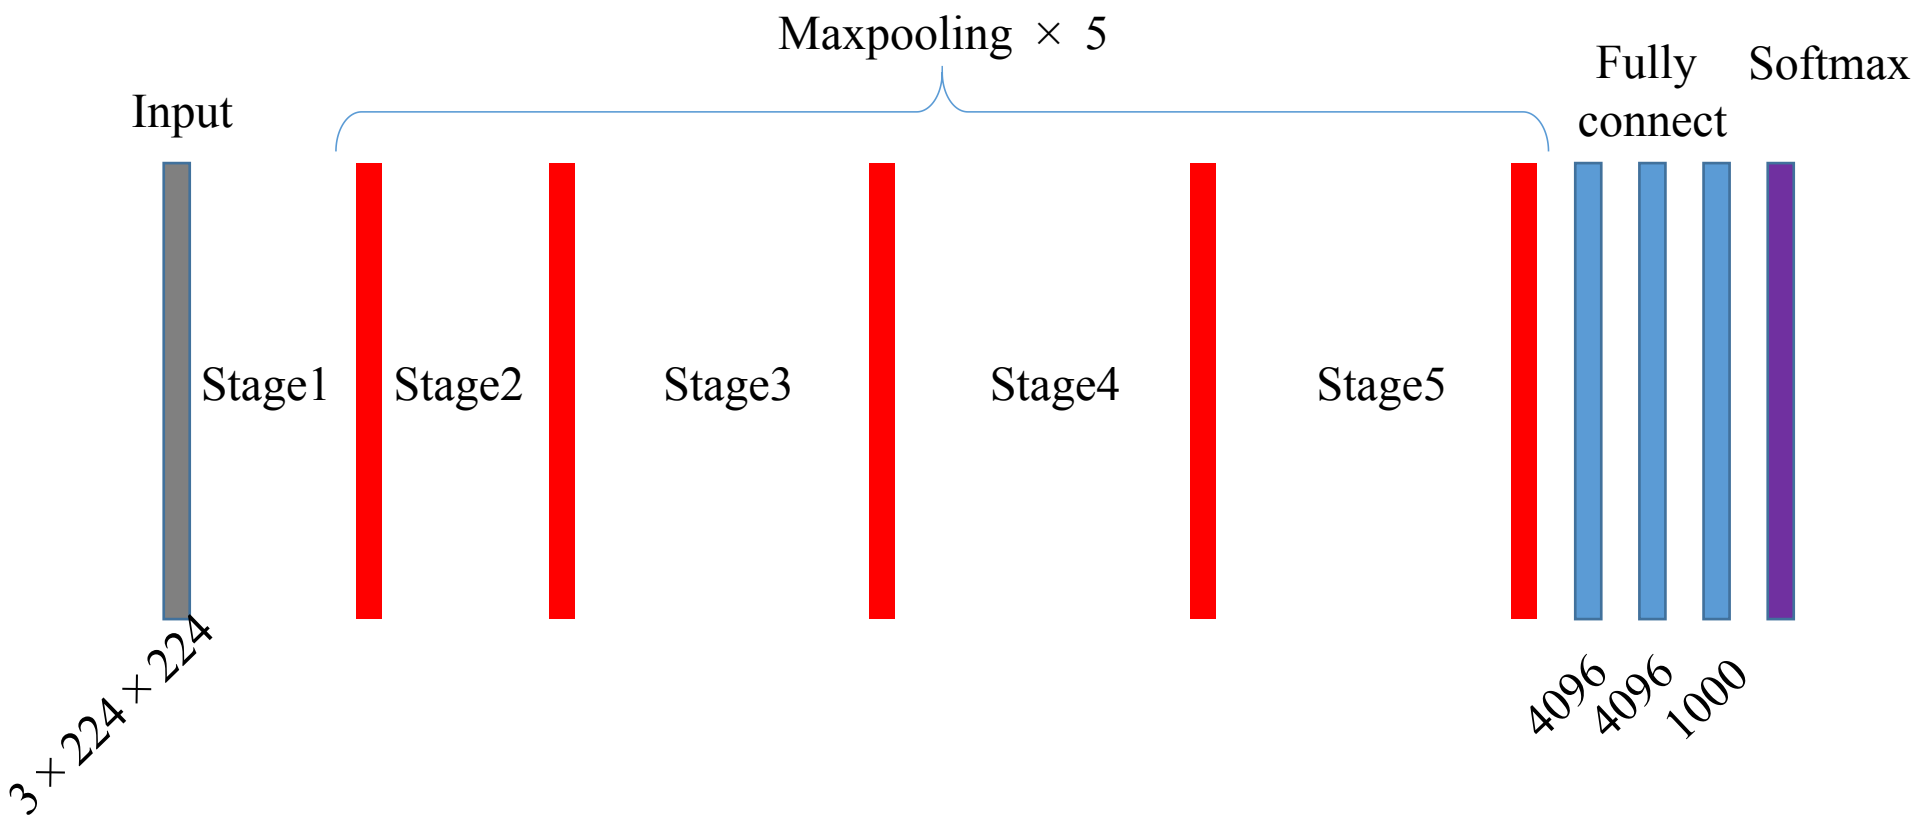 Maxpooling × 5
Fully
connect
Softmax
Input
Stage1
Stage2
Stage3
Stage4
Stage5
3 × 224 × 224
4096
4096
1000